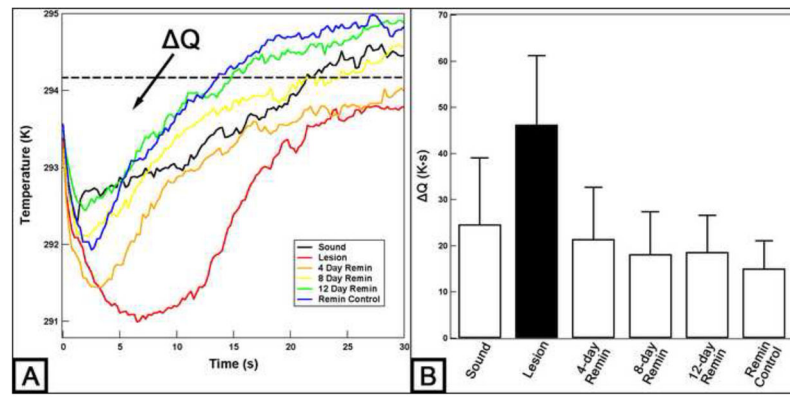 295
294
293
292
291
Temperature (K)
ΔQ
Sound
Lesion
4 Day Remin
8 Day Remin
12 Day Remin
Remin Control
0
5
10
15
20
25
30
Time (s)
A
70
60
50
40
30
20
10
0
ΔQ (K·s)
Sound
Lesion
4-day
Remin
8-day
Remin
12-day
Remin
Remin
Control
B